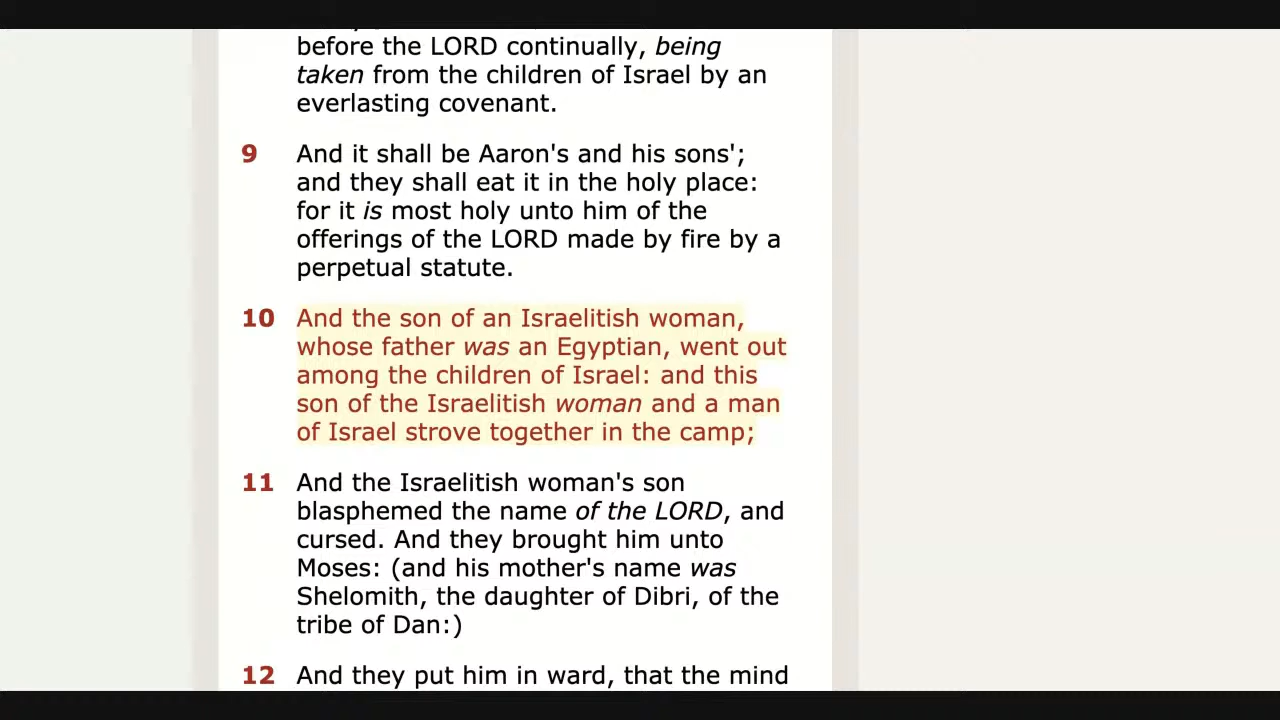 before the LORD continually, being
taken from the children of Israel by an
everlasting covenant.
9 And it shall be Aaron's and his sons';
and they shall eat it in the holy place:
for it is most holy unto him of the
offerings of the LORD made by fire by a
perpetual statute.
10 And the son of an Israelitish woman,
whose father was an Egyptian, went out
among the children of Israel: and this
son of the Israelitish woman and a man
of Israel strove together in the camp;
11 And the Israelitish woman's son
blasphemed the name of the LORD, and
cursed. And they brought him unto
Moses: (and his mother's name was
Shelomith, the daughter of Dibri, of the
tribe of Dan:)
12 And they put him in ward, that the mind